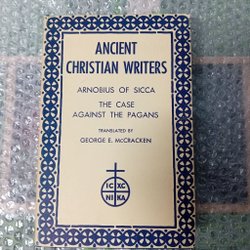 ANCIENT
CHRISTIAN WRITERS
ARNOBIUS OF SICCA
THE CASE
AGAINST THE PAGANS
TRANSLATED BY
GEORGE E. McCRACKEN
IC XC
NI KA